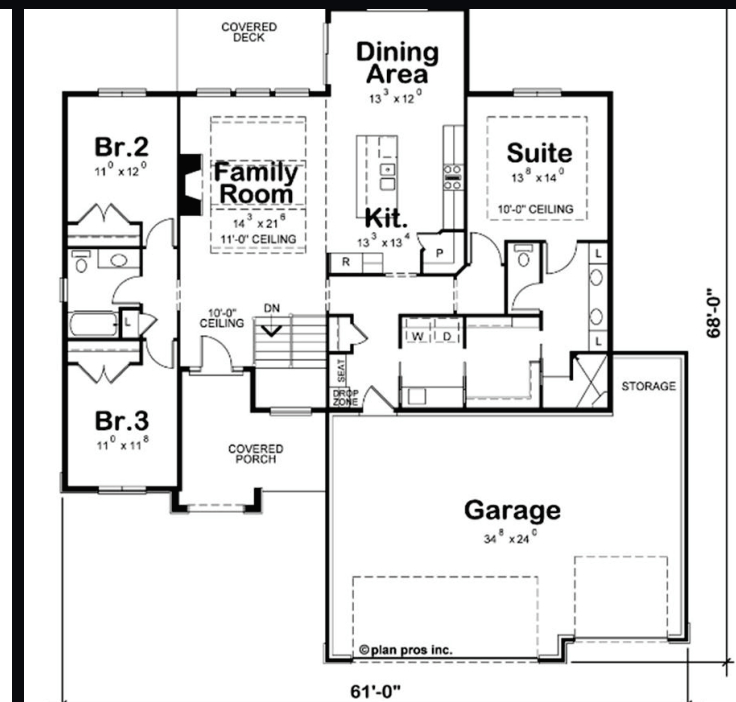 COVERED
DECK
Dining
Area
13³ x 12⁰
Br.2
11⁰ x 12⁰
Family
Room
14³ x 21⁶
11'-0" CEILING
Suite
13⁸ x 14⁰
10'-0" CEILING
Kit.
13³ x 13⁴
R
P
L
L
L
10'-0"
CEILING
DN
W D
SEAT
DROP
ZONE
STORAGE
Br.3
11⁰ x 11⁸
COVERED
PORCH
Garage
34⁸ x 24⁰
©plan pros inc.
61'-0"
68'-0"